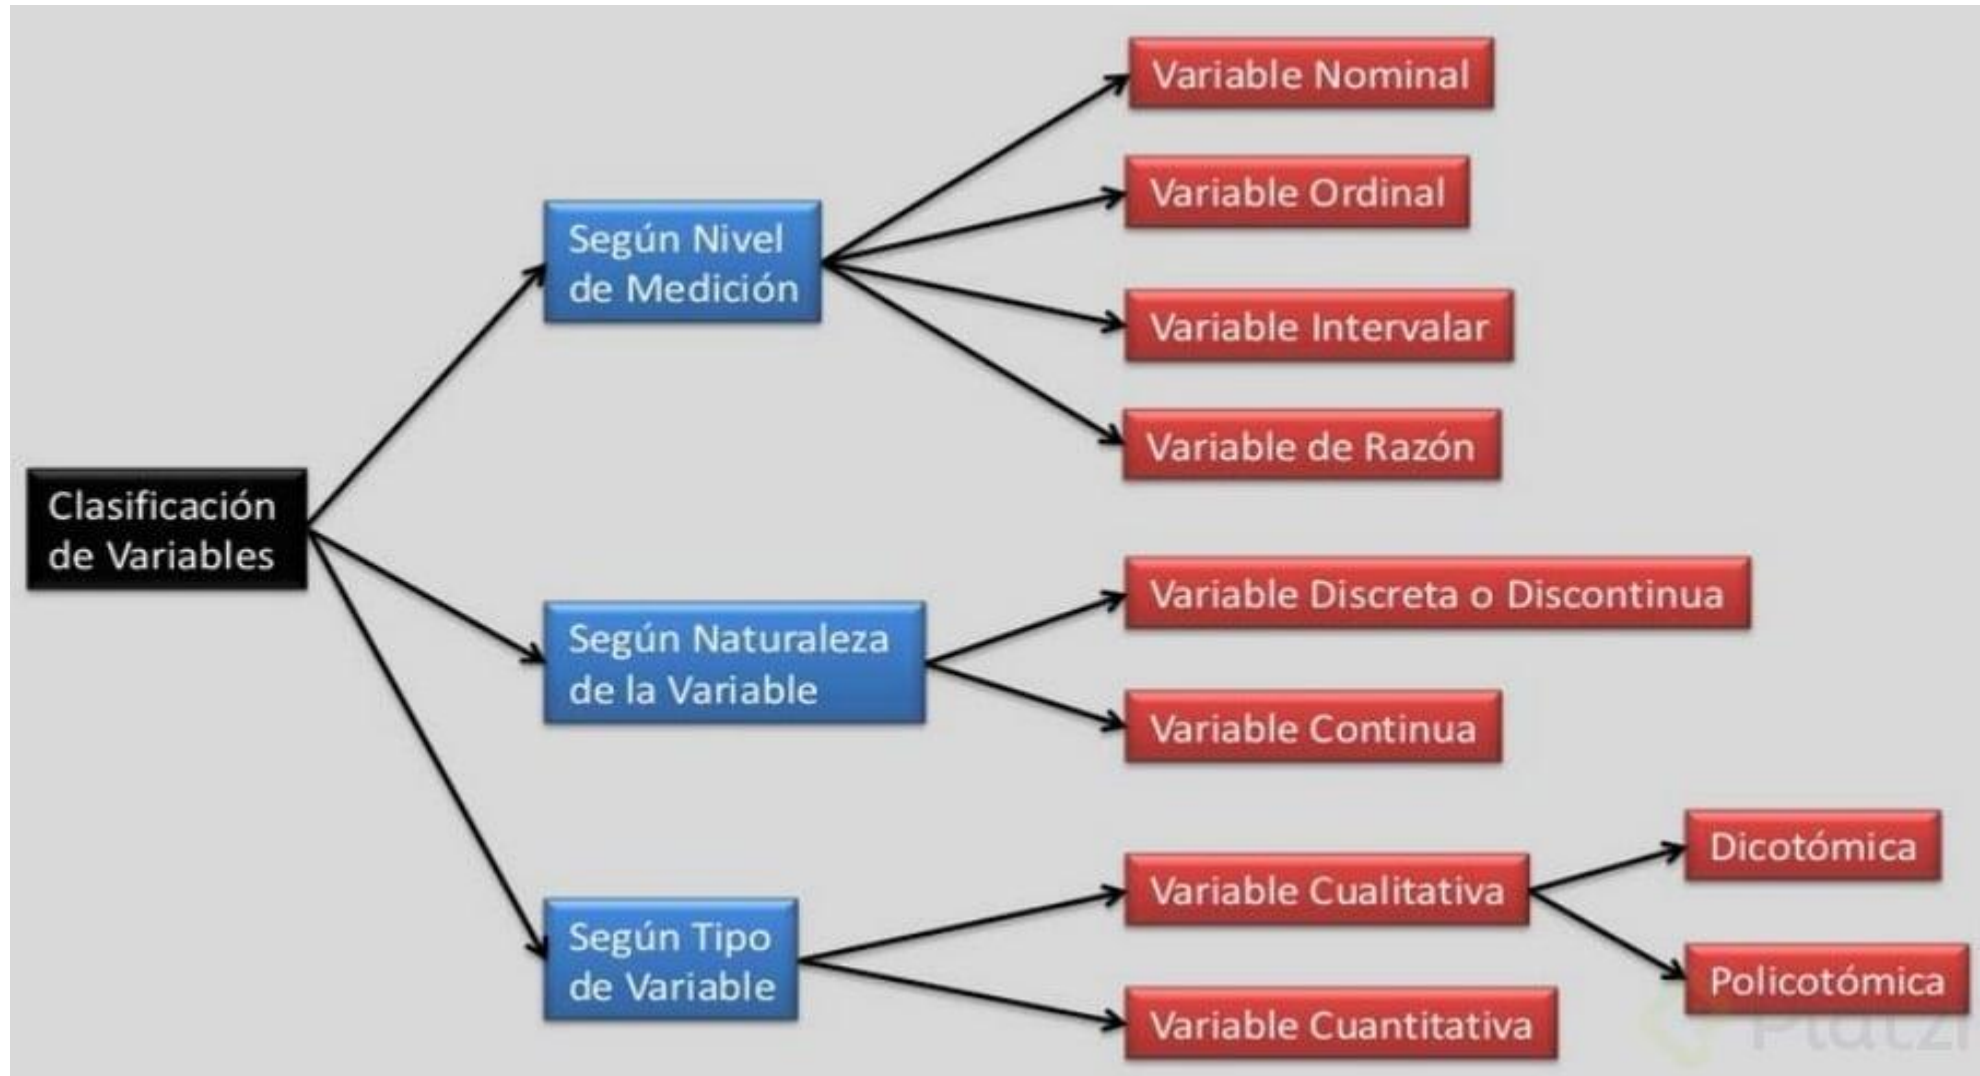 Clasificación
de Variables
Según Nivel
de Medición
Variable Nominal
Variable Ordinal
Variable Intervalar
Variable de Razón
Según Naturaleza
de la Variable
Variable Discreta o Discontinua
Variable Continua
Según Tipo
de Variable
Variable Cualitativa
Dicotómica
Policotómica
Variable Cuantitativa
Platzi